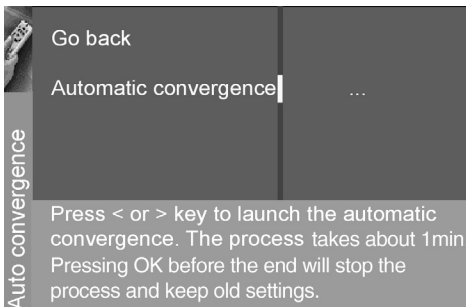 Go back
Automatic convergence ...
Auto convergence
Press < or > key to launch the automatic
convergence. The process takes about 1min
Pressing OK before the end will stop the
process and keep old settings.